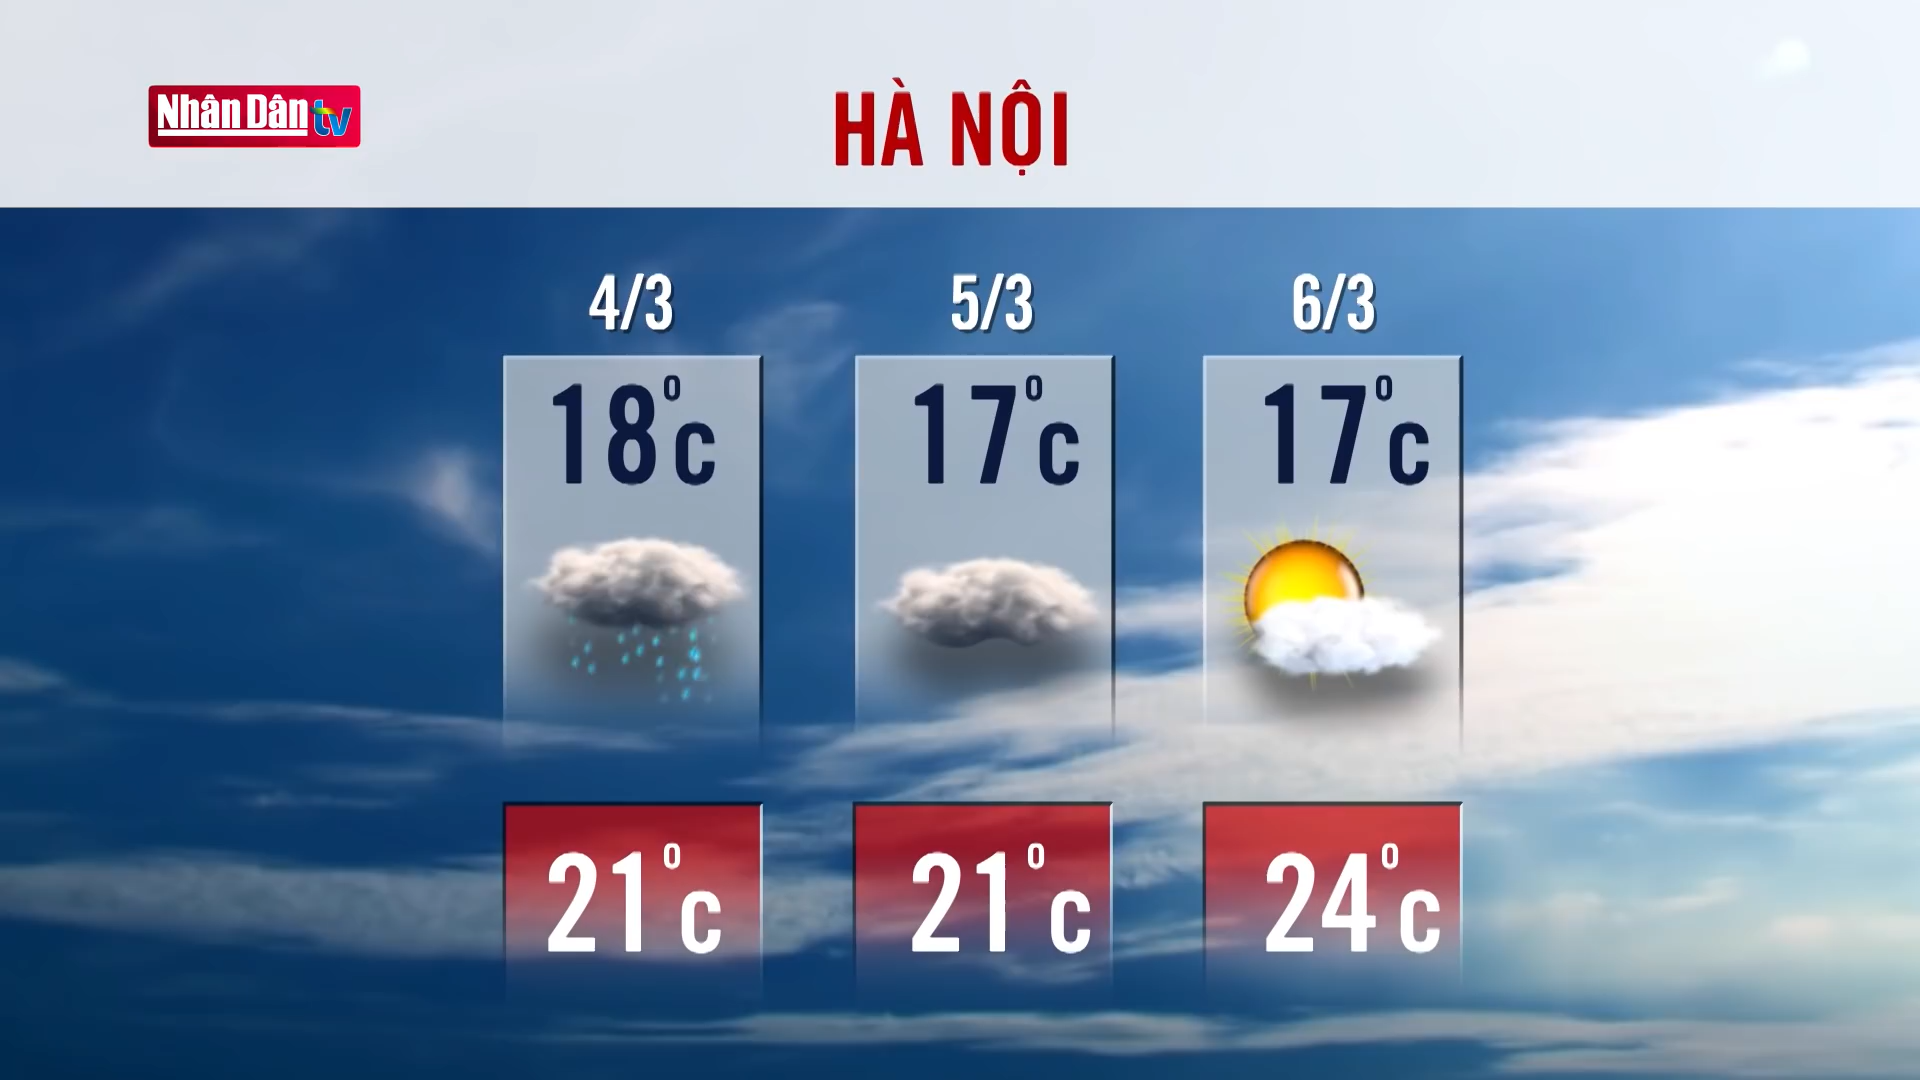 Nhân Dân tv
HÀ NỘI
4/3 5/3 6/3
18°C 17°C 17°C
21°C 21°C 24°C